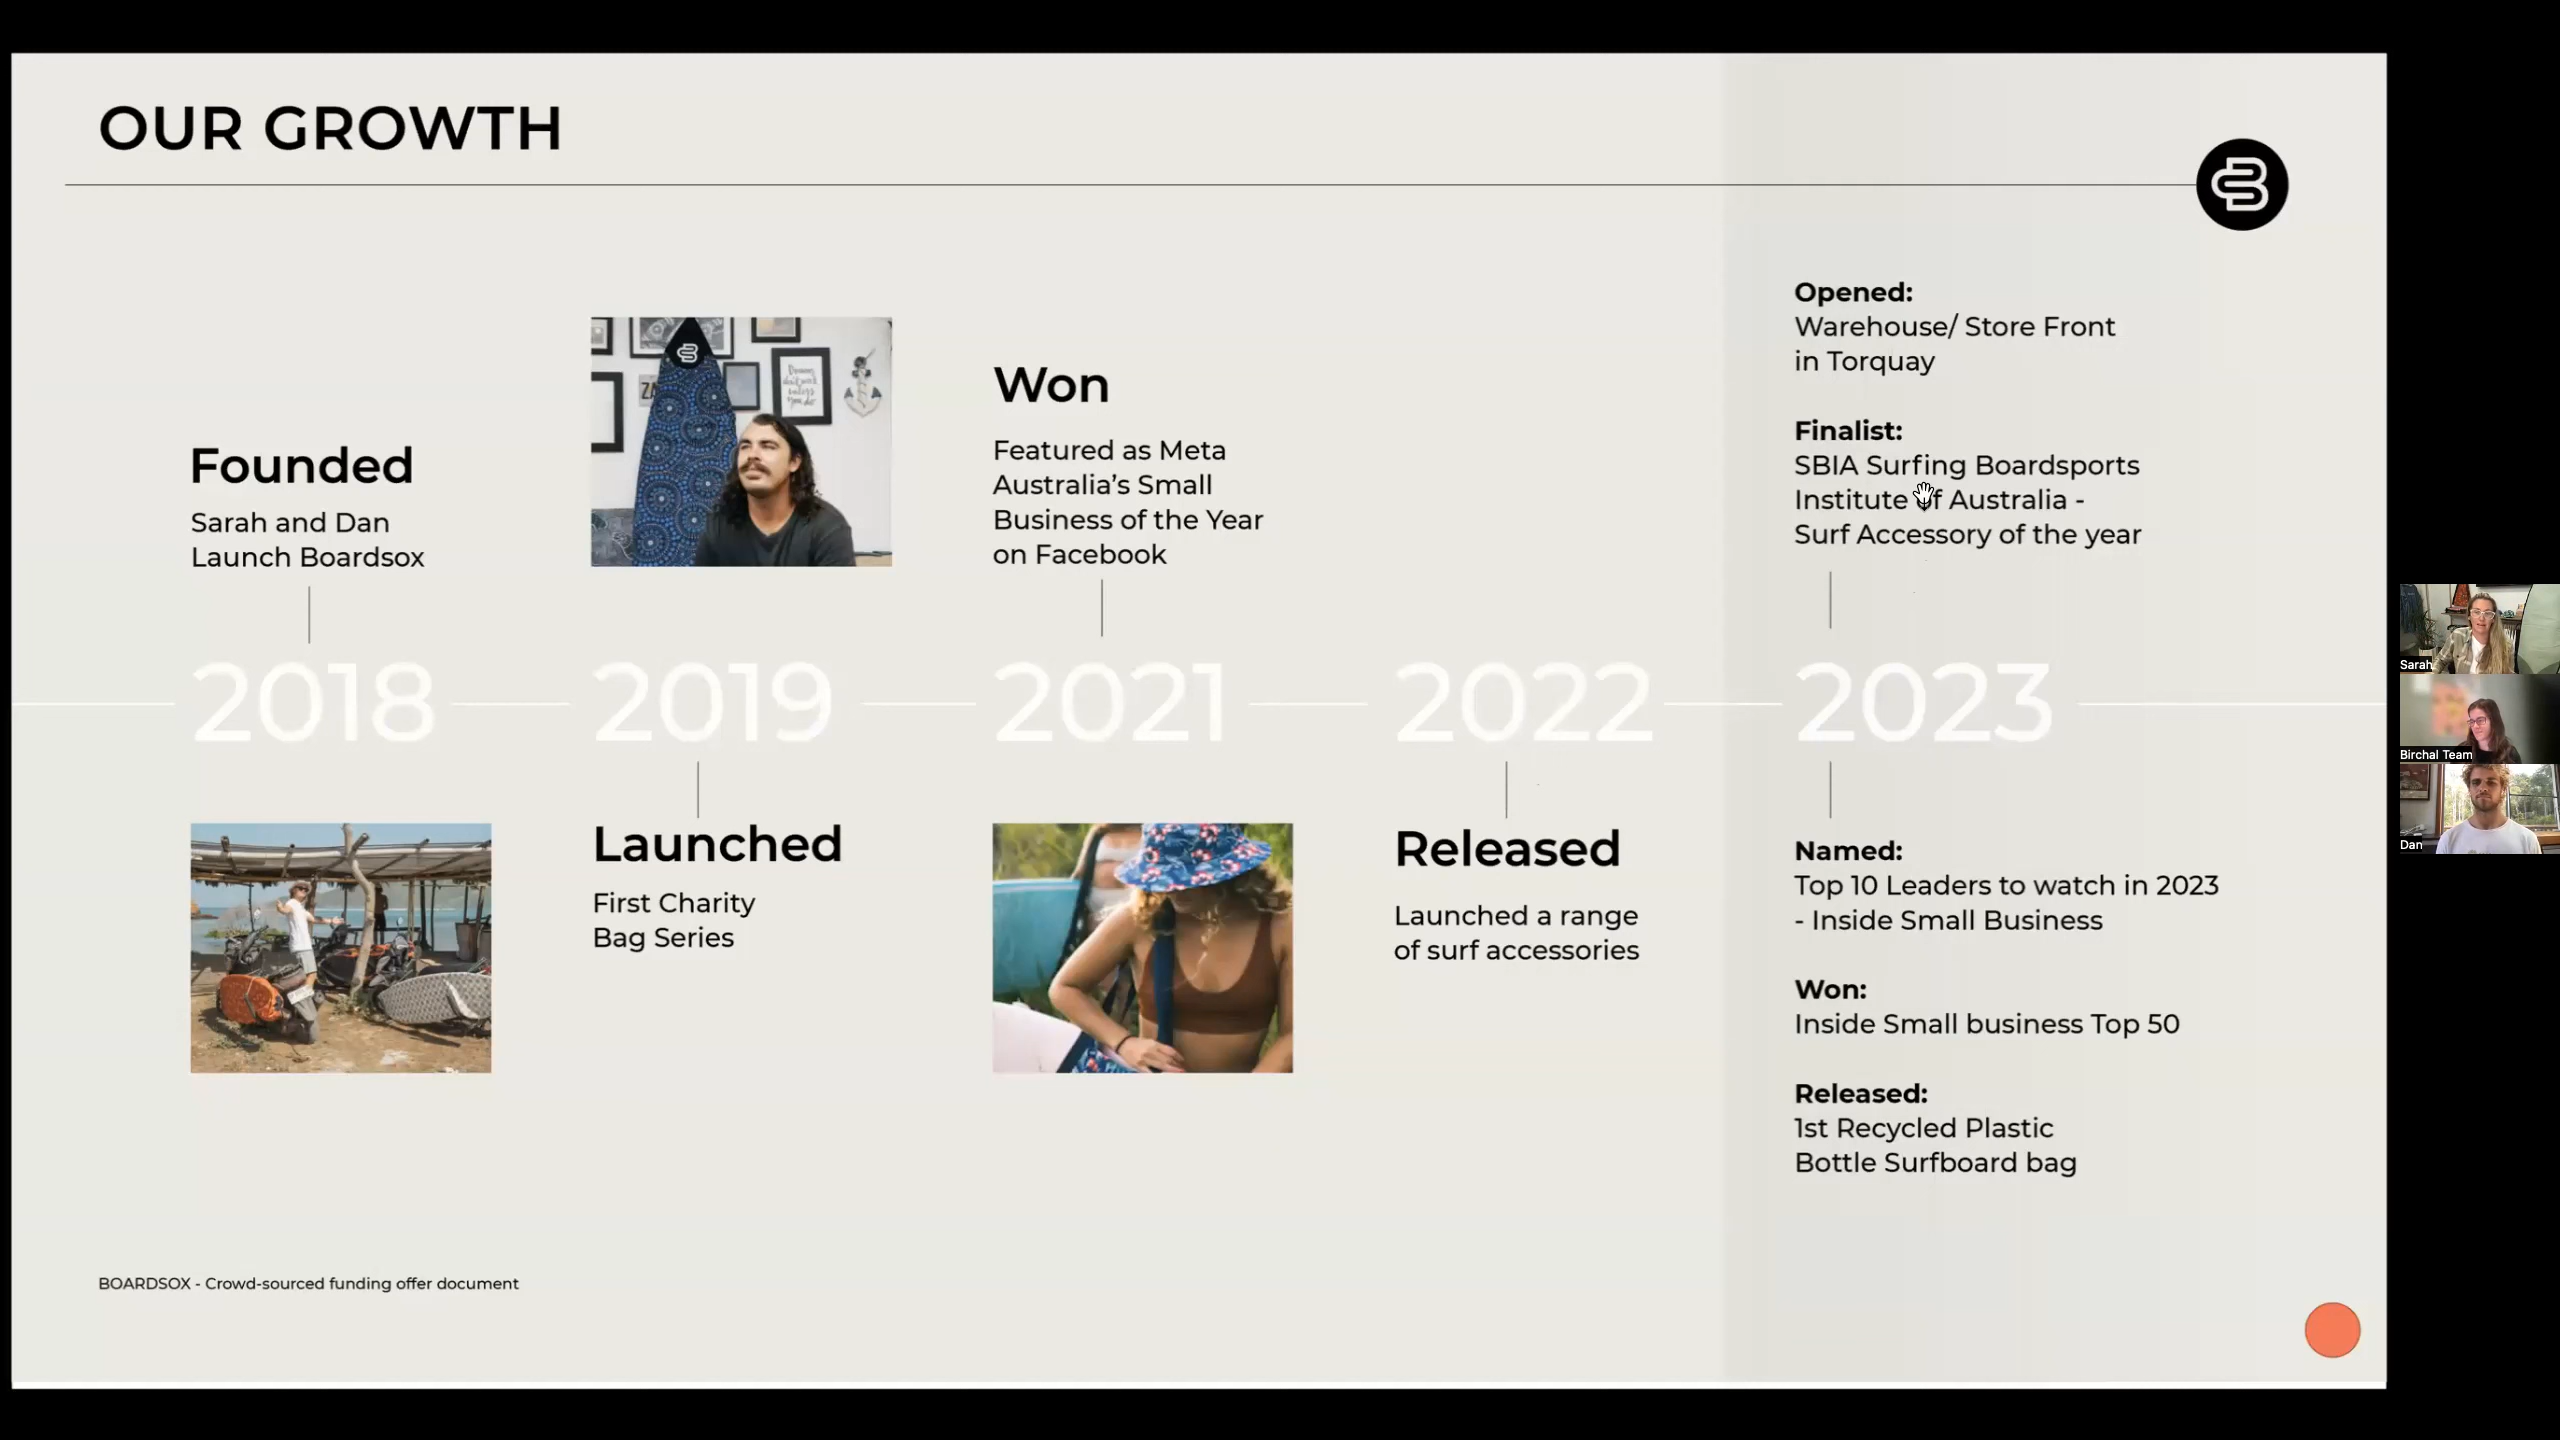 OUR GROWTH
Founded
Sarah and Dan
Launch Boardsox
2018
2019
Launched
First Charity
Bag Series
Won
Featured as Meta
Australia’s Small
Business of the Year
on Facebook
2021
2022
Released
Launched a range
of surf accessories
Opened:
Warehouse/ Store Front
in Torquay
Finalist:
SBIA Surfing Boardsports
Institute of Australia -
Surf Accessory of the year
2023
Named:
Top 10 Leaders to watch in 2023
- Inside Small Business
Won:
Inside Small business Top 50
Released:
1st Recycled Plastic
Bottle Surfboard bag
BOARDSOX - Crowd-sourced funding offer document
Sarah
Birchal Team
Dan